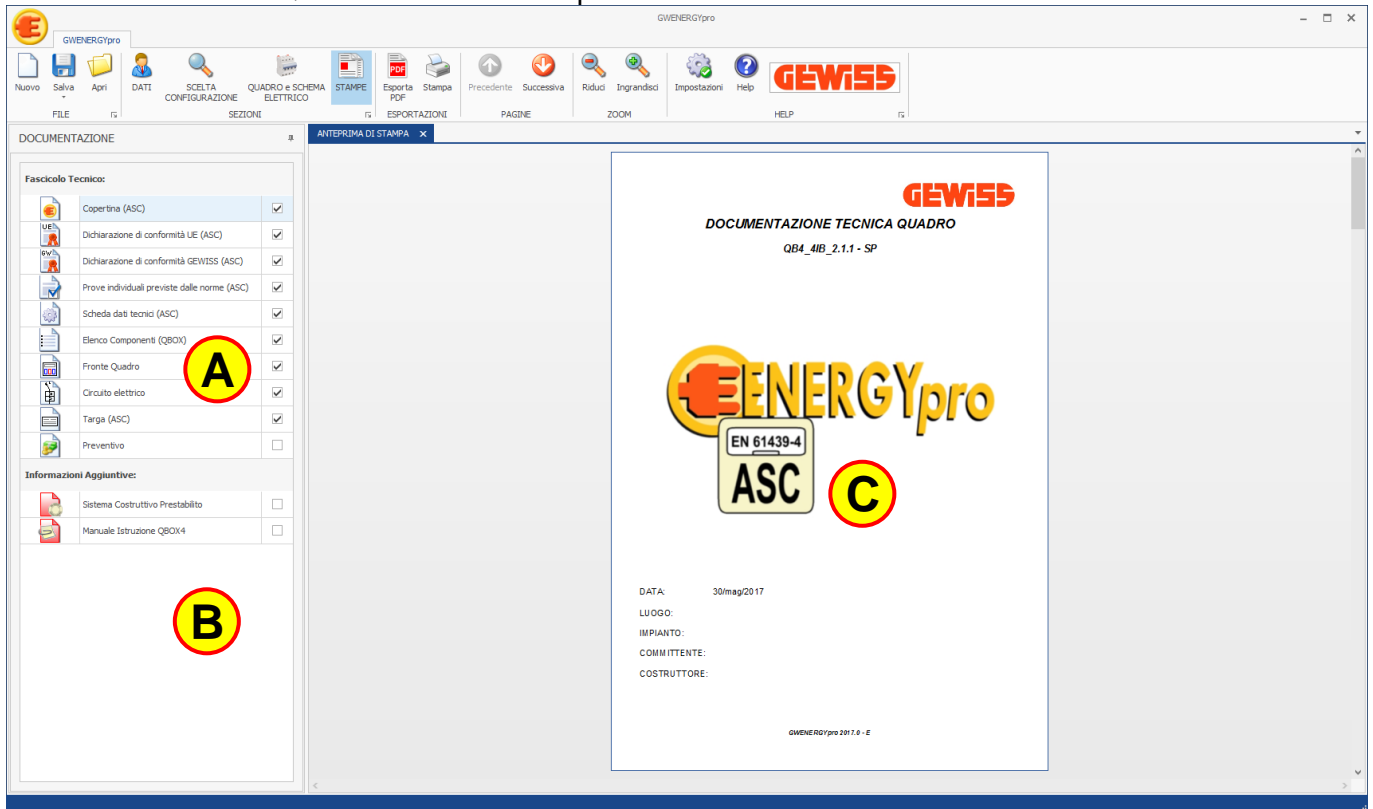 GWENERGYpro
GWENERGYpro
Nuovo
Salva
Apri
DATI
SCELTA
CONFIGURAZIONE
QUADRO e SCHEMA
ELETTRICO
STAMPE
PDF
Esporta
PDF
Stampa
Precedente
Successiva
Riduci
Ingrandisci
Impostazioni
Help
GEWISS
FILE
SEZIONI
ESPORTAZIONI
PAGINE
ZOOM
HELP
DOCUMENTAZIONE
ANTEPRIMA DI STAMPA
Fascicolo Tecnico:
Copertina (ASC)
UE
Dichiarazione di conformità UE (ASC)
GW
Dichiarazione di conformità GEWISS (ASC)
Prove individuali previste dalle norme (ASC)
Scheda dati tecnici (ASC)
Elenco Componenti (QBOX)
Fronte Quadro
A
Circuito elettrico
Targa (ASC)
Preventivo
Informazioni Aggiuntive:
Sistema Costruttivo Prestabilito
Manuale Istruzione QBOX4
B
GEWISS
DOCUMENTAZIONE TECNICA QUADRO
QB4_4IB_2.1.1 - SP
ENERGYpro
EN 61439-4
ASC
C
DATA: 30/mag/2017
LUOGO:
IMPIANTO:
COMMITTENTE:
COSTRUTTORE:
GWENERGYpro 2017.0 - E